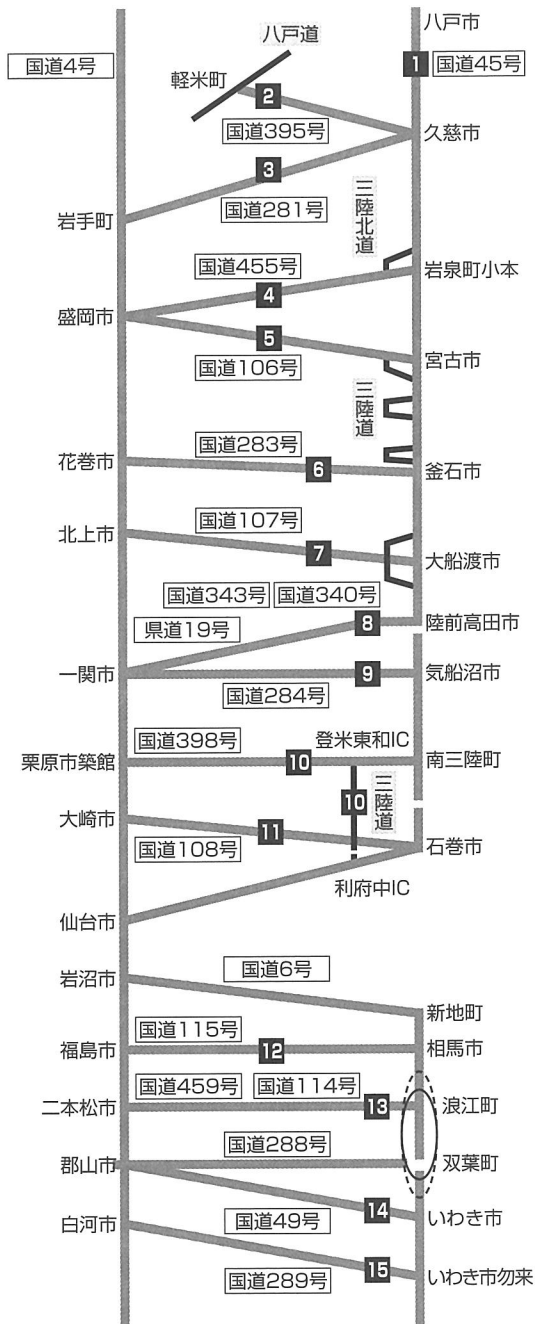 八戸市
八戸道
国道4号
1
国道45号
軽米町
2
国道395号
久慈市
3
国道281号
岩手町
三陸北道
国道455号
4
岩泉町小本
盛岡市
5
国道106号
宮古市
三陸道
国道283号
花巻市
6
釜石市
北上市
国道107号
7
大船渡市
国道343号
国道340号
県道19号
8
陸前高田市
一関市
9
気船沼市
国道284号
国道398号
登米東和IC
栗原市築館
10
南三陸町
10
三陸道
大崎市
11
国道108号
石巻市
利府中IC
仙台市
岩沼市
国道6号
新地町
国道115号
福島市
12
相馬市
国道459号
国道114号
二本松市
13
浪江町
国道288号
郡山市
双葉町
14
白河市
国道49号
いわき市
15
国道289号
いわき市勿来